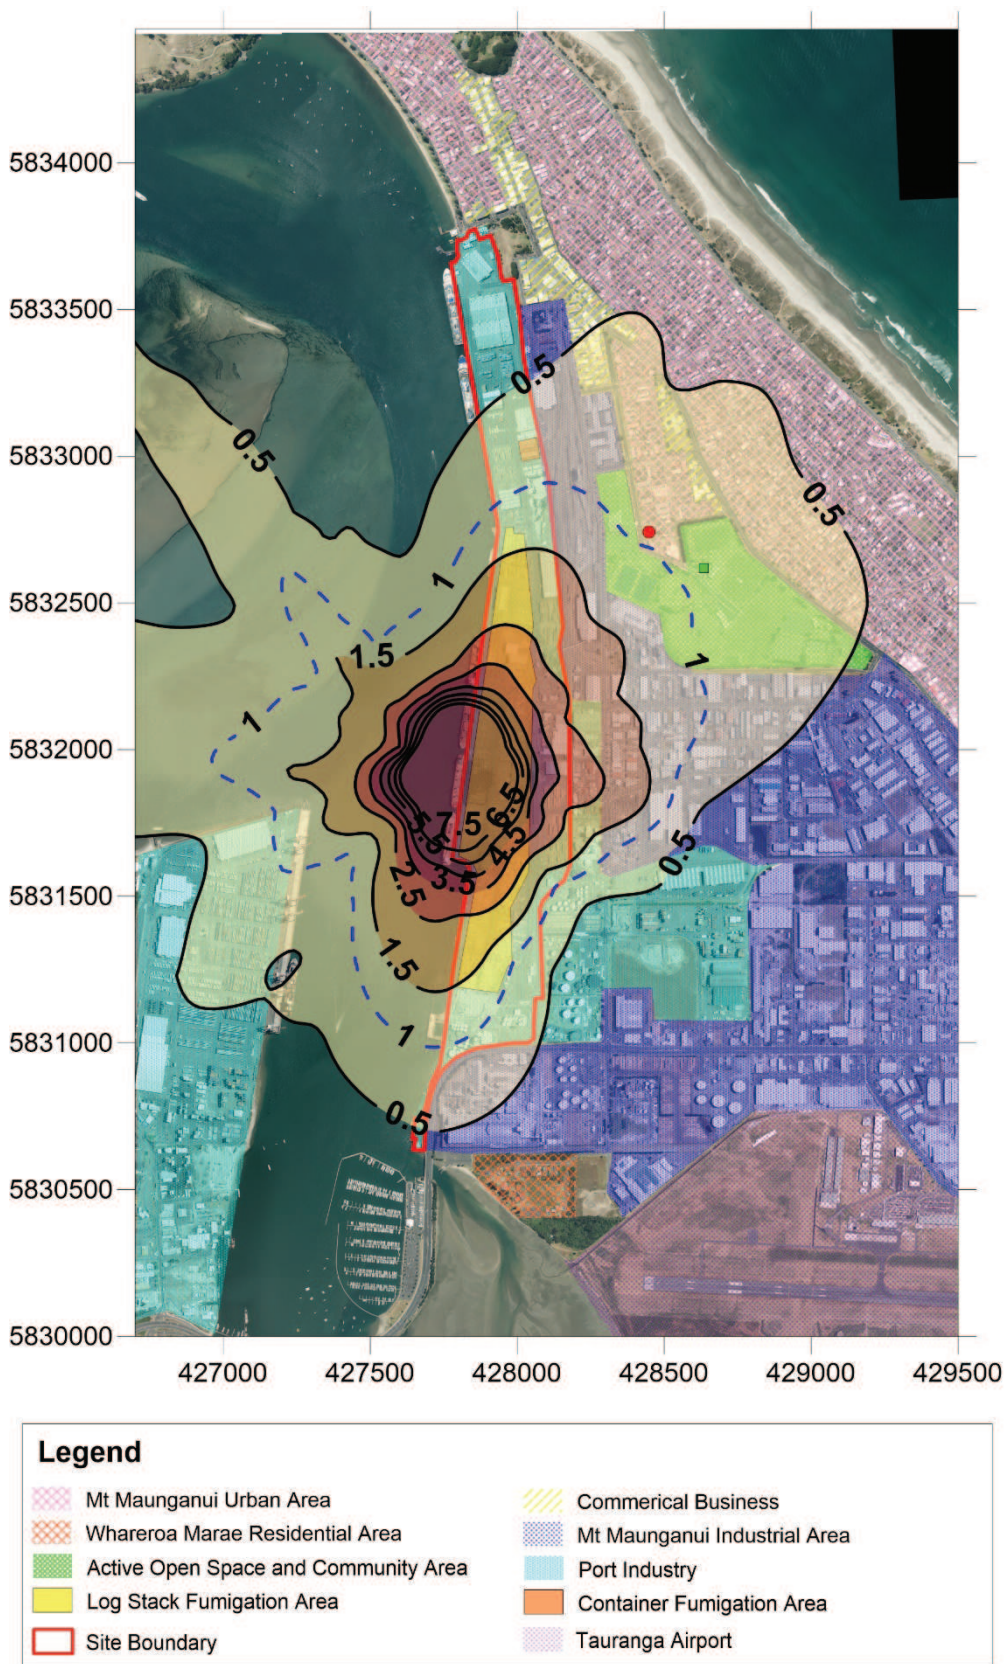 5834000
5833500
0.5
0.5
0.5
5833000
1
5832500
1.5
1
1
5832000
6.5
7.5
5.5
4.5
0.5
3.5
2.5
5831500
1.5
1
5831000
0.5
5830500
5830000
427000 427500 428000 428500 429000 429500
Legend
Mt Maunganui Urban Area
Commerical Business
Whareroa Marae Residential Area
Mt Maunganui Industrial Area
Active Open Space and Community Area
Port Industry
Log Stack Fumigation Area
Container Fumigation Area
Site Boundary
Tauranga Airport